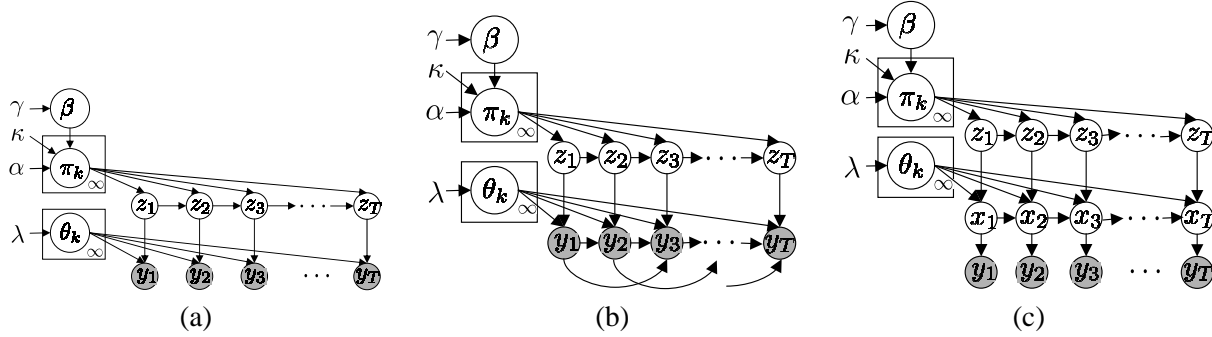 γ β
κ
α π_k ∞
z_1 z_2 z_3 · · · z_T
λ θ_k ∞
y_1 y_2 y_3 · · · y_T
(a)
γ β
κ
α π_k ∞
z_1 z_2 z_3 · · · z_T
λ θ_k ∞
y_1 y_2 y_3 · · · y_T
(b)
γ β
κ
α π_k ∞
z_1 z_2 z_3 · · · z_T
λ θ_k ∞
x_1 x_2 x_3 · · · x_T
y_1 y_2 y_3 · · · y_T
(c)